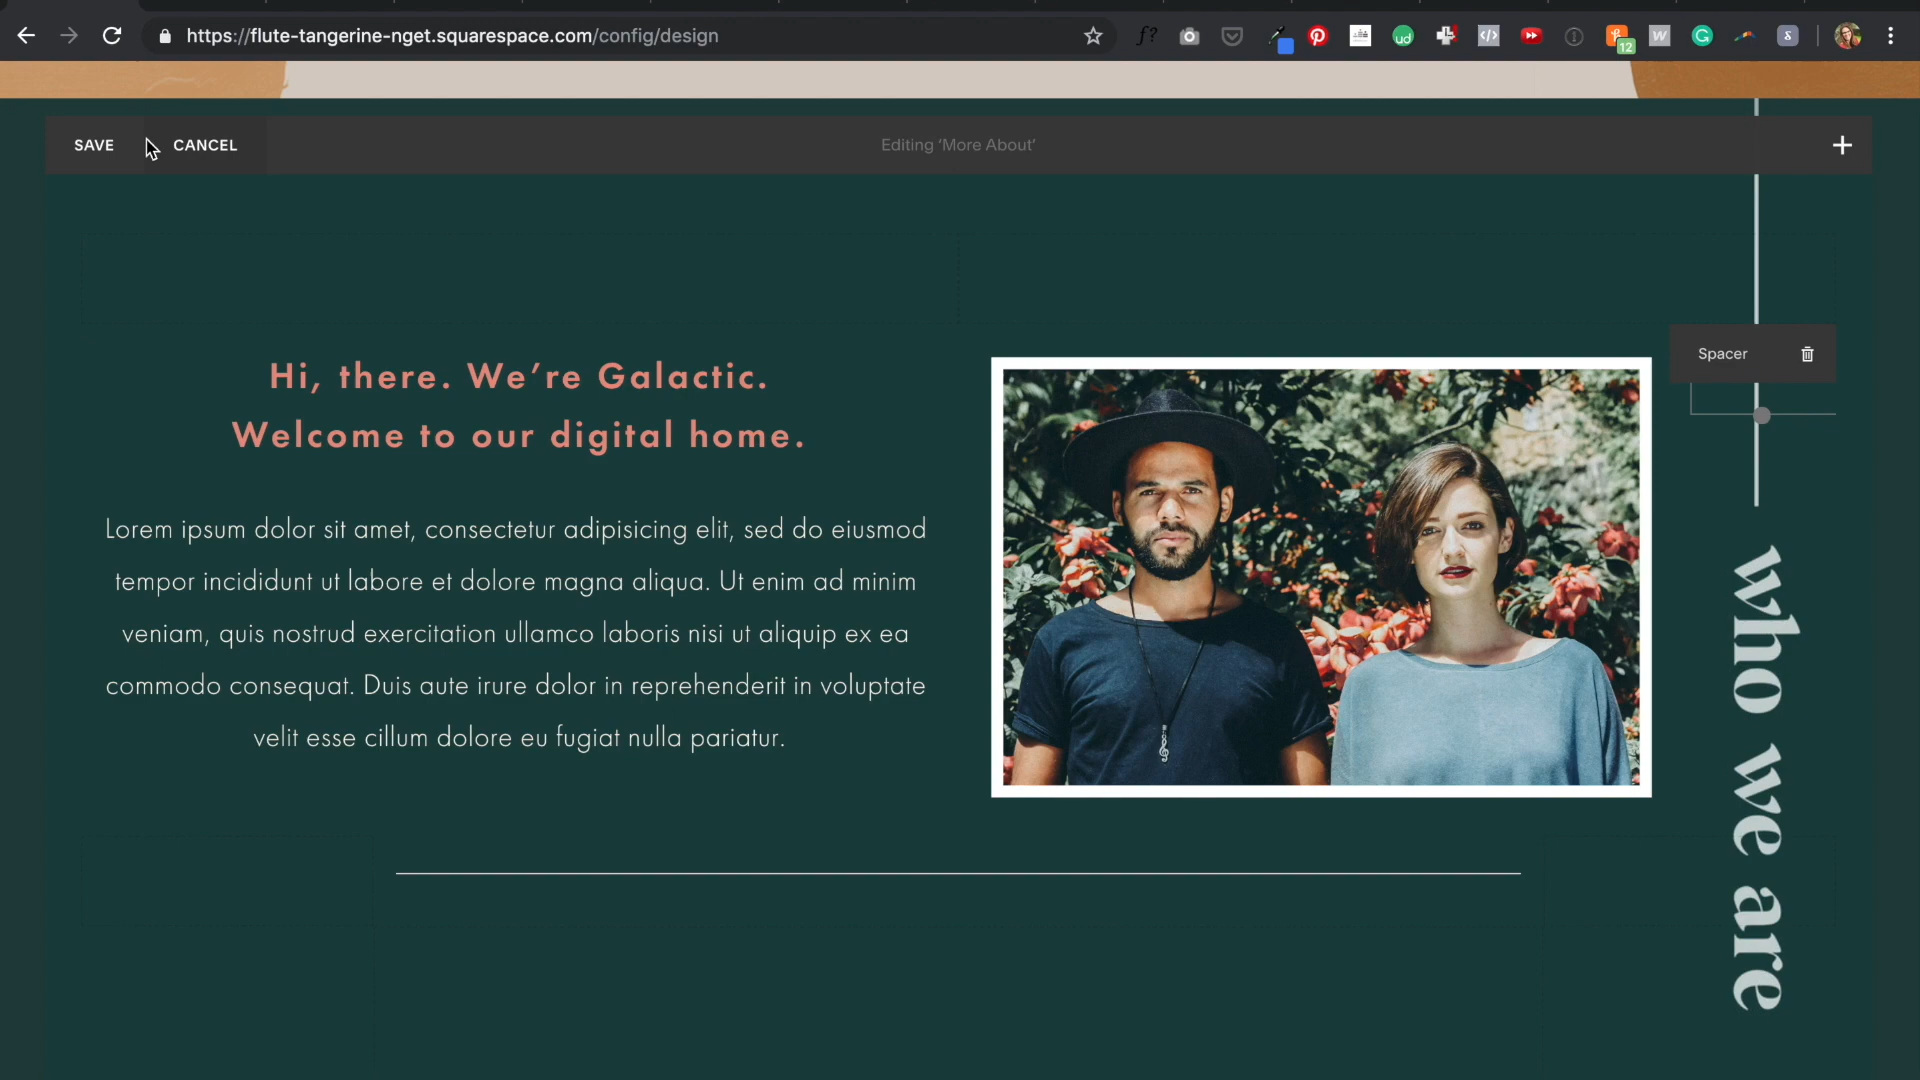 https://flute-tangerine-nget.squarespace.com/config/design
f?
ud
</>
12
W
G
S
SAVE
CANCEL
Editing ‘More About’
+
Spacer
Hi, there. We’re Galactic.
Welcome to our digital home.
Lorem ipsum dolor sit amet, consectetur adipisicing elit, sed do eiusmod
tempor incididunt ut labore et dolore magna aliqua. Ut enim ad minim
veniam, quis nostrud exercitation ullamco laboris nisi ut aliquip ex ea
commodo consequat. Duis aute irure dolor in reprehenderit in voluptate
velit esse cillum dolore eu fugiat nulla pariatur.
who we are